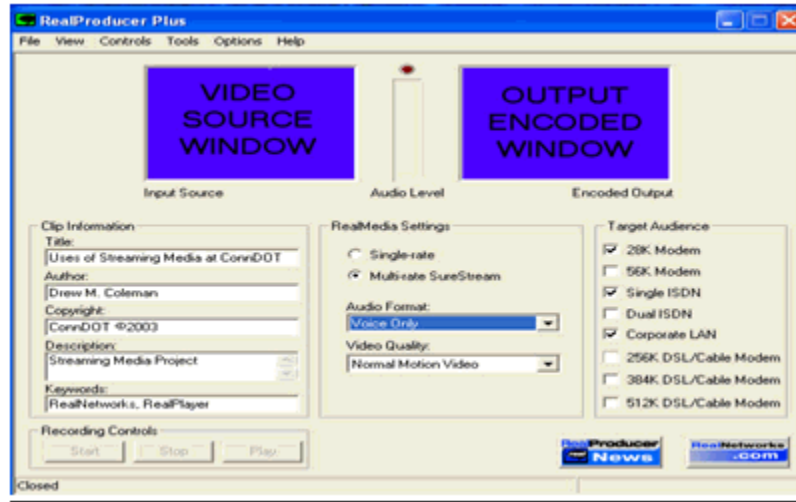 RealProducer Plus
File View Controls Tools Options Help
VIDEO
SOURCE
WINDOW
OUTPUT
ENCODED
WINDOW
Input Source Audio Level Encoded Output
Clip Information
Title:
Uses of Streaming Media at ConnDOT
Author:
Drew M. Coleman
Copyright:
ConnDOT ©2003
Description:
Streaming Media Project
Keywords:
RealNetworks, RealPlayer
RealMedia Settings
Single-rate
Multi-rate SureStream
Audio Format:
Voice Only
Video Quality:
Normal Motion Video
Target Audience
28K Modem
56K Modem
Single ISDN
Dual ISDN
Corporate LAN
256K DSL/Cable Modem
384K DSL/Cable Modem
512K DSL/Cable Modem
Recording Controls
Start Stop Play
RealProducer
News
RealNetworks
.com
Closed